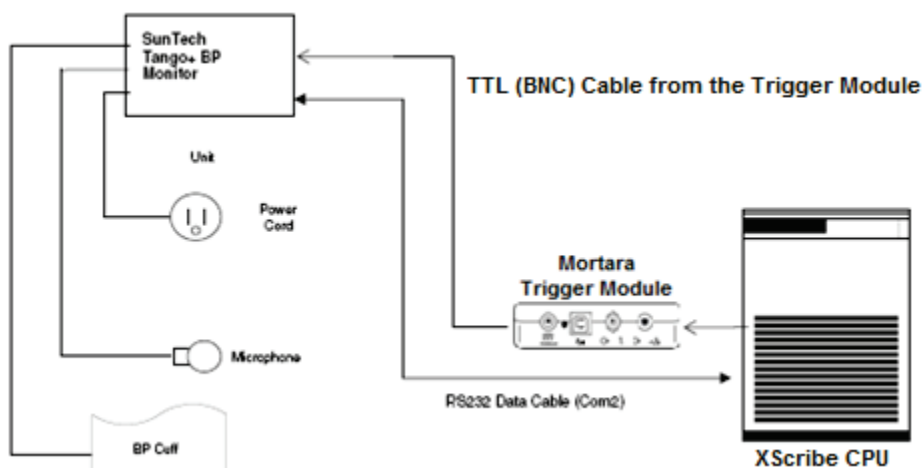 SunTech
Tango+ BP
Monitor
TTL (BNC) Cable from the Trigger Module
Unit
Power
Cord
Mortara
Trigger Module
Microphone
RS232 Data Cable (Com2)
BP Cuff
XScribe CPU